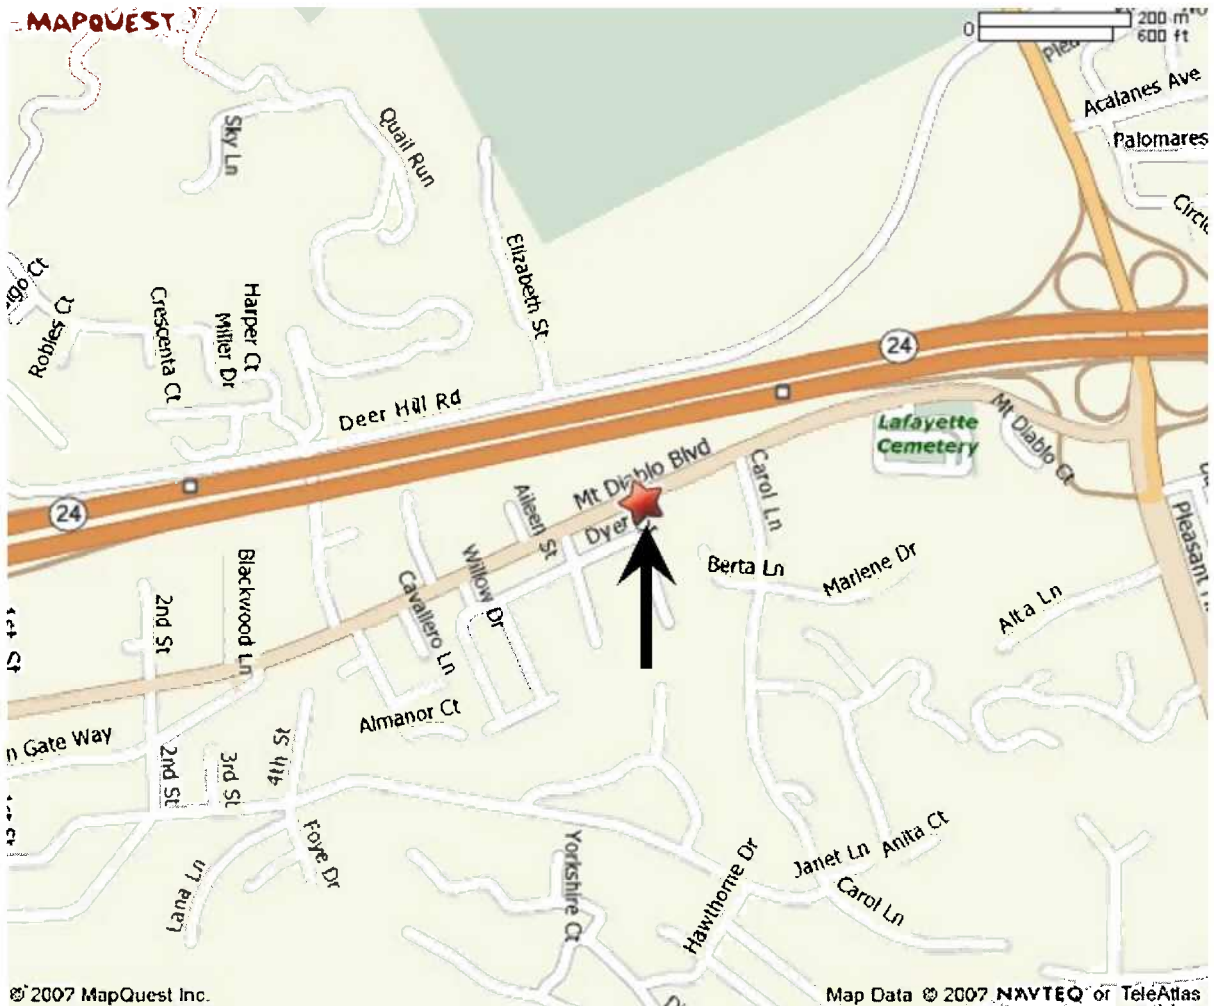 MAPQUEST
0
200 m
600 ft
Acalanes Ave
Palomares
Sky Ln
Quail Run
Elizabeth St
Robles Ct
Crescenta Ct
Miller Dr
Harper Ct
Deer Hill Rd
24
Mt Diablo Blvd
Lafayette
Cemetery
Mt Diablo Ct
24
Aileen St
Dyer
Carol Ln
Pleasant
Blackwood Ln
2nd St
Cavallero Ln
Willow Dr
Berta Ln
Marlene Dr
Alta Ln
St
Almanor Ct
n Gate Way
2nd St
3rd St
4th St
Foye Dr
Lana Ln
Yorkshire Ct
Hawthorne Dr
Janet Ln
Anita Ct
Carol Ln
© 2007 MapQuest Inc.
Map Data © 2007 NAVTEQ or TeleAtlas